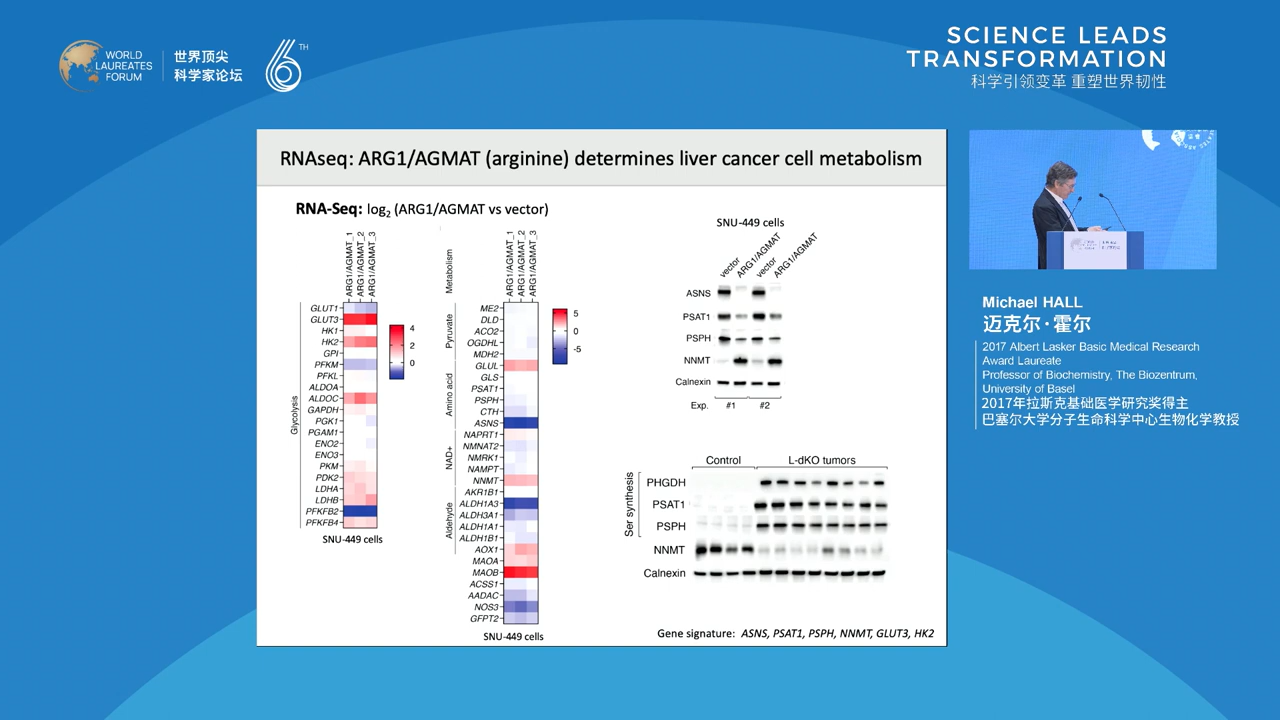 WORLD
LAUREATES
FORUM
世界顶尖
科学家论坛
6TH
SCIENCE LEADS
TRANSFORMATION
科学引领变革 重塑世界韧性
RNAseq: ARG1/AGMAT (arginine) determines liver cancer cell metabolism
RNA-Seq: log2 (ARG1/AGMAT vs vector)
ARG1/AGMAT_1
ARG1/AGMAT_2
ARG1/AGMAT_3
Glycolysis
GLUT1
GLUT3
HK1
HK2
GPI
PFKM
PFKL
ALDOA
ALDOC
GAPDH
PGK1
PGAM1
ENO2
ENO3
PKM
PDK2
LDHA
LDHB
PFKFB2
PFKFB4
4
2
0
SNU-449 cells
Metabolism
ARG1/AGMAT_1
ARG1/AGMAT_2
ARG1/AGMAT_3
Pyruvate
Amino acid
NAD+
Aldehyde
ME2
DLD
ACO2
OGDHL
MDH2
GLUL
GLS
PSAT1
PSPH
CTH
ASNS
NAPRT1
NMNAT2
NMRK1
NAMPT
NNMT
AKR1B1
ALDH1A3
ALDH3A1
ALDH1A1
ALDH1B1
AOX1
MAOA
MAOB
ACSS1
AADAC
NOS3
GFPT2
5
0
-5
SNU-449 cells
SNU-449 cells
vector
ARG1/AGMAT
vector
ARG1/AGMAT
ASNS
PSAT1
PSPH
NNMT
Calnexin
Exp. #1 #2
Control L-dKO tumors
Ser synthesis
PHGDH
PSAT1
PSPH
NNMT
Calnexin
Gene signature: ASNS, PSAT1, PSPH, NNMT, GLUT3, HK2
Michael HALL
迈克尔·霍尔
2017 Albert Lasker Basic Medical Research
Award Laureate
Professor of Biochemistry, The Biozentrum,
University of Basel
2017年拉斯克基础医学研究奖得主
巴塞尔大学分子生命科学中心生物化学教授